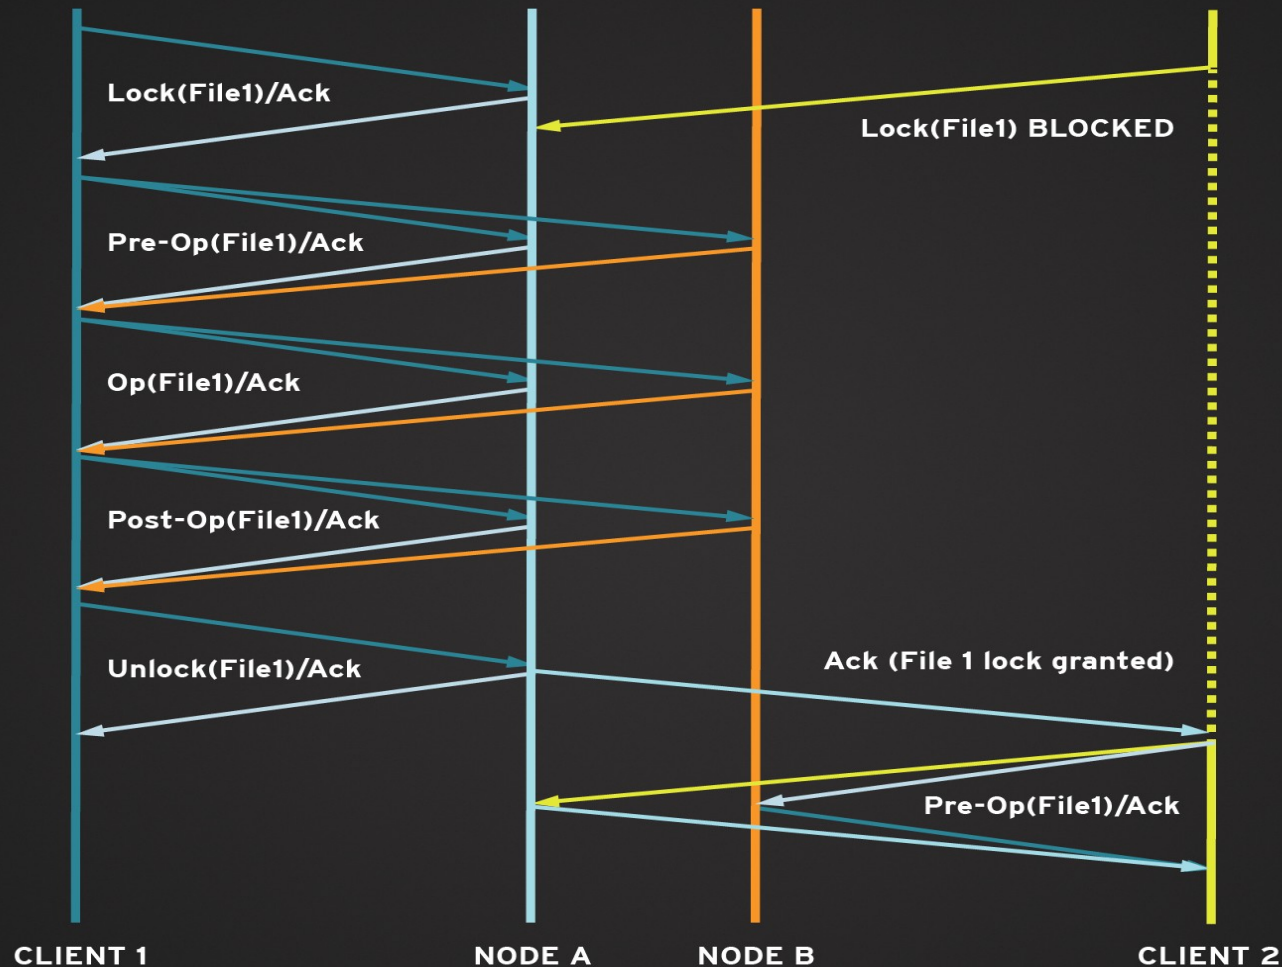 Lock(File1)/Ack
Lock(File1) BLOCKED
Pre-Op(File1)/Ack
Op(File1)/Ack
Post-Op(File1)/Ack
Unlock(File1)/Ack
Ack (File 1 lock granted)
Pre-Op(File1)/Ack
CLIENT 1
NODE A
NODE B
CLIENT 2